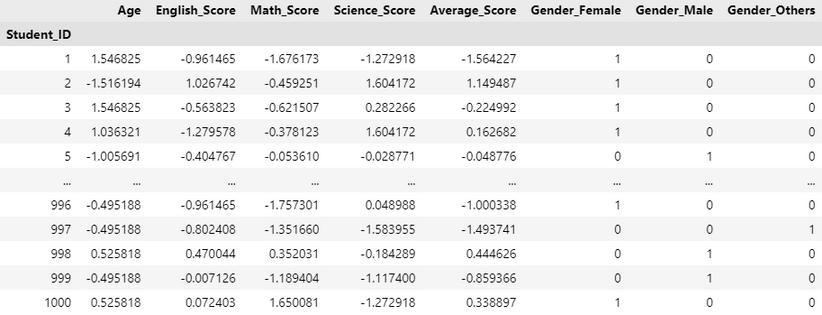 Age English_Score Math_Score Science_Score Average_Score Gender_Female Gender_Male Gender_Others
Student_ID
1 1.546825 -0.961465 -1.676173 -1.272918 -1.564227 1 0 0
2 -1.516194 1.026742 -0.459251 1.604172 1.149487 1 0 0
3 1.546825 -0.563823 -0.621507 0.282266 -0.224992 1 0 0
4 1.036321 -1.279578 -0.378123 1.604172 0.162682 1 0 0
5 -1.005691 -0.404767 -0.053610 -0.028771 -0.048776 0 1 0
... ... ... ... ... ... ... ... ...
996 -0.495188 -0.961465 -1.757301 0.048988 -1.000338 1 0 0
997 -0.495188 -0.802408 -1.351660 -1.583955 -1.493741 0 0 1
998 0.525818 0.470044 0.352031 -0.184289 0.444626 0 1 0
999 -0.495188 -0.007126 -1.189404 -1.117400 -0.859366 0 1 0
1000 0.525818 0.072403 1.650081 -1.272918 0.338897 1 0 0